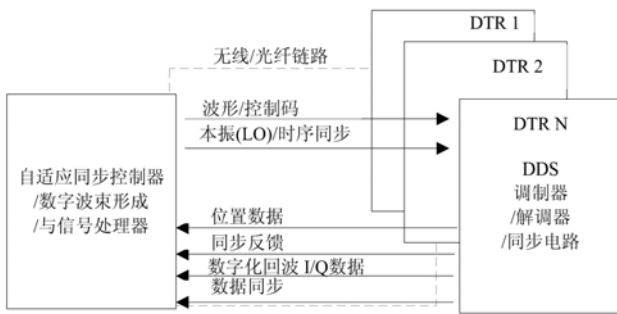 DTR 1
无线/光纤链路
DTR 2
波形/控制码
DTR N
本振(LO)/时序同步
DDS
自适应同步控制器
/数字波束形成
/与信号处理器
调制器
/解调器
/同步电路
位置数据
同步反馈
数字化回波 I/Q数据
数据同步